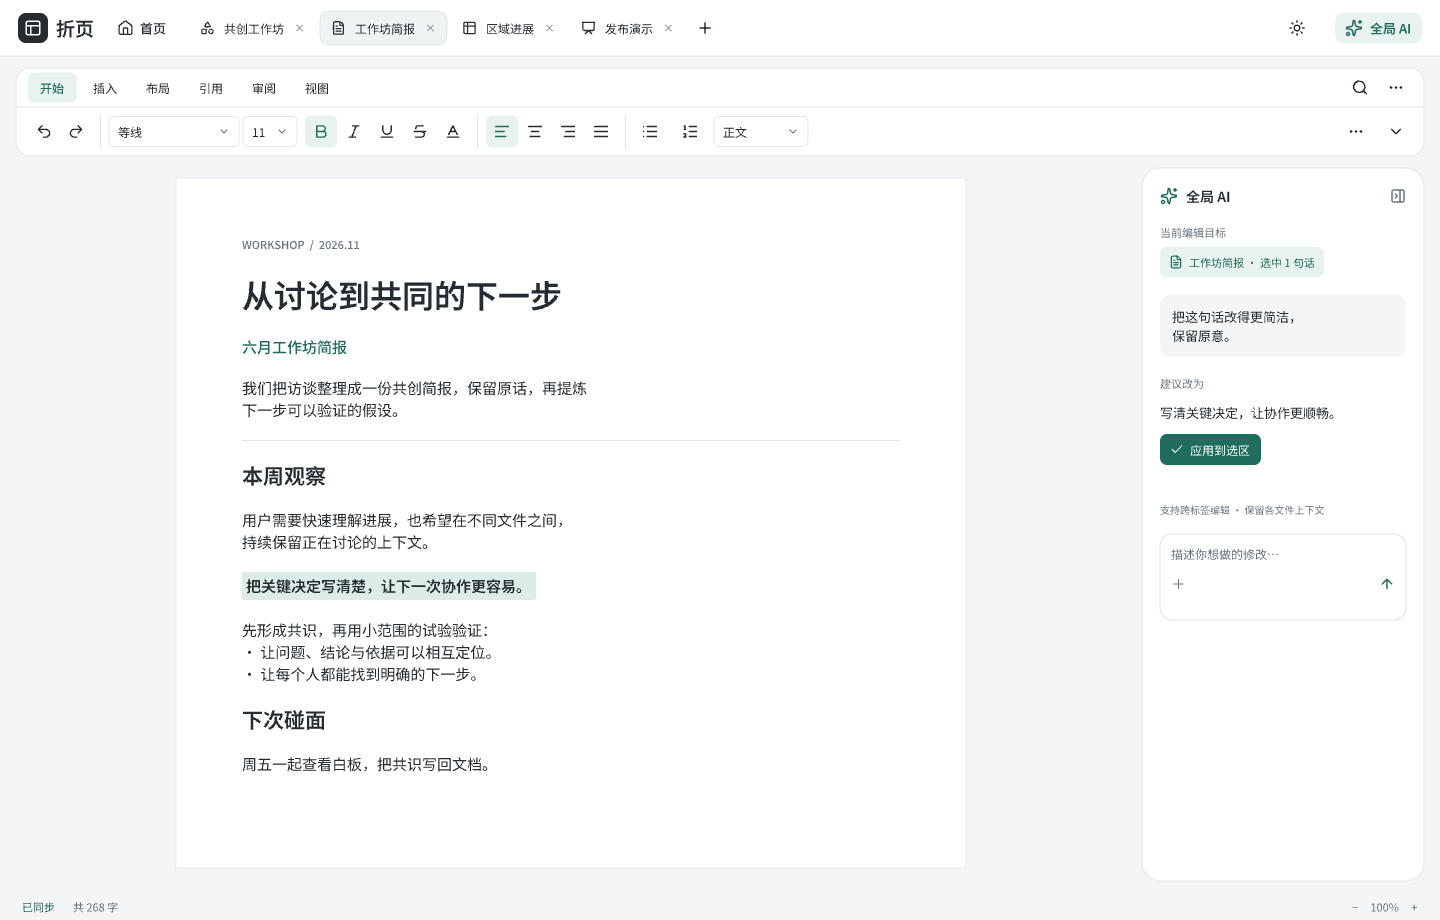 折页
首页
共创工作坊
工作坊简报
区域进展
发布演示
全局 AI
开始
插入
布局
引用
审阅
视图
等线
11
B I U S A
正文
WORKSHOP / 2026.11
从讨论到共同的下一步
六月工作坊简报
我们把访谈整理成一份共创简报，保留原话，再提炼
下一步可以验证的假设。
本周观察
用户需要快速理解进展，也希望在不同文件之间，
持续保留正在讨论的上下文。
把关键决定写清楚，让下一次协作更容易。
先形成共识，再用小范围的试验验证：
• 让问题、结论与依据可以相互定位。
• 让每个人都能找到明确的下一步。
下次碰面
周五一起查看白板，把共识写回文档。
全局 AI
当前编辑目标
工作坊简报 · 选中 1 句话
把这句话改得更简洁，
保留原意。
建议改为
写清关键决定，让协作更顺畅。
应用到选区
支持跨标签编辑 · 保留各文件上下文
描述你想做的修改…
已同步
共 268 字
− 100% +